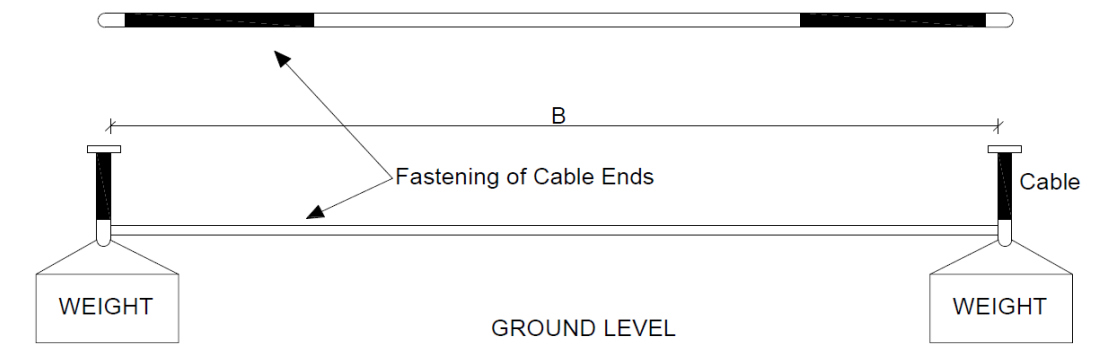 B
Fastening of Cable Ends
Cable
WEIGHT
WEIGHT
GROUND LEVEL